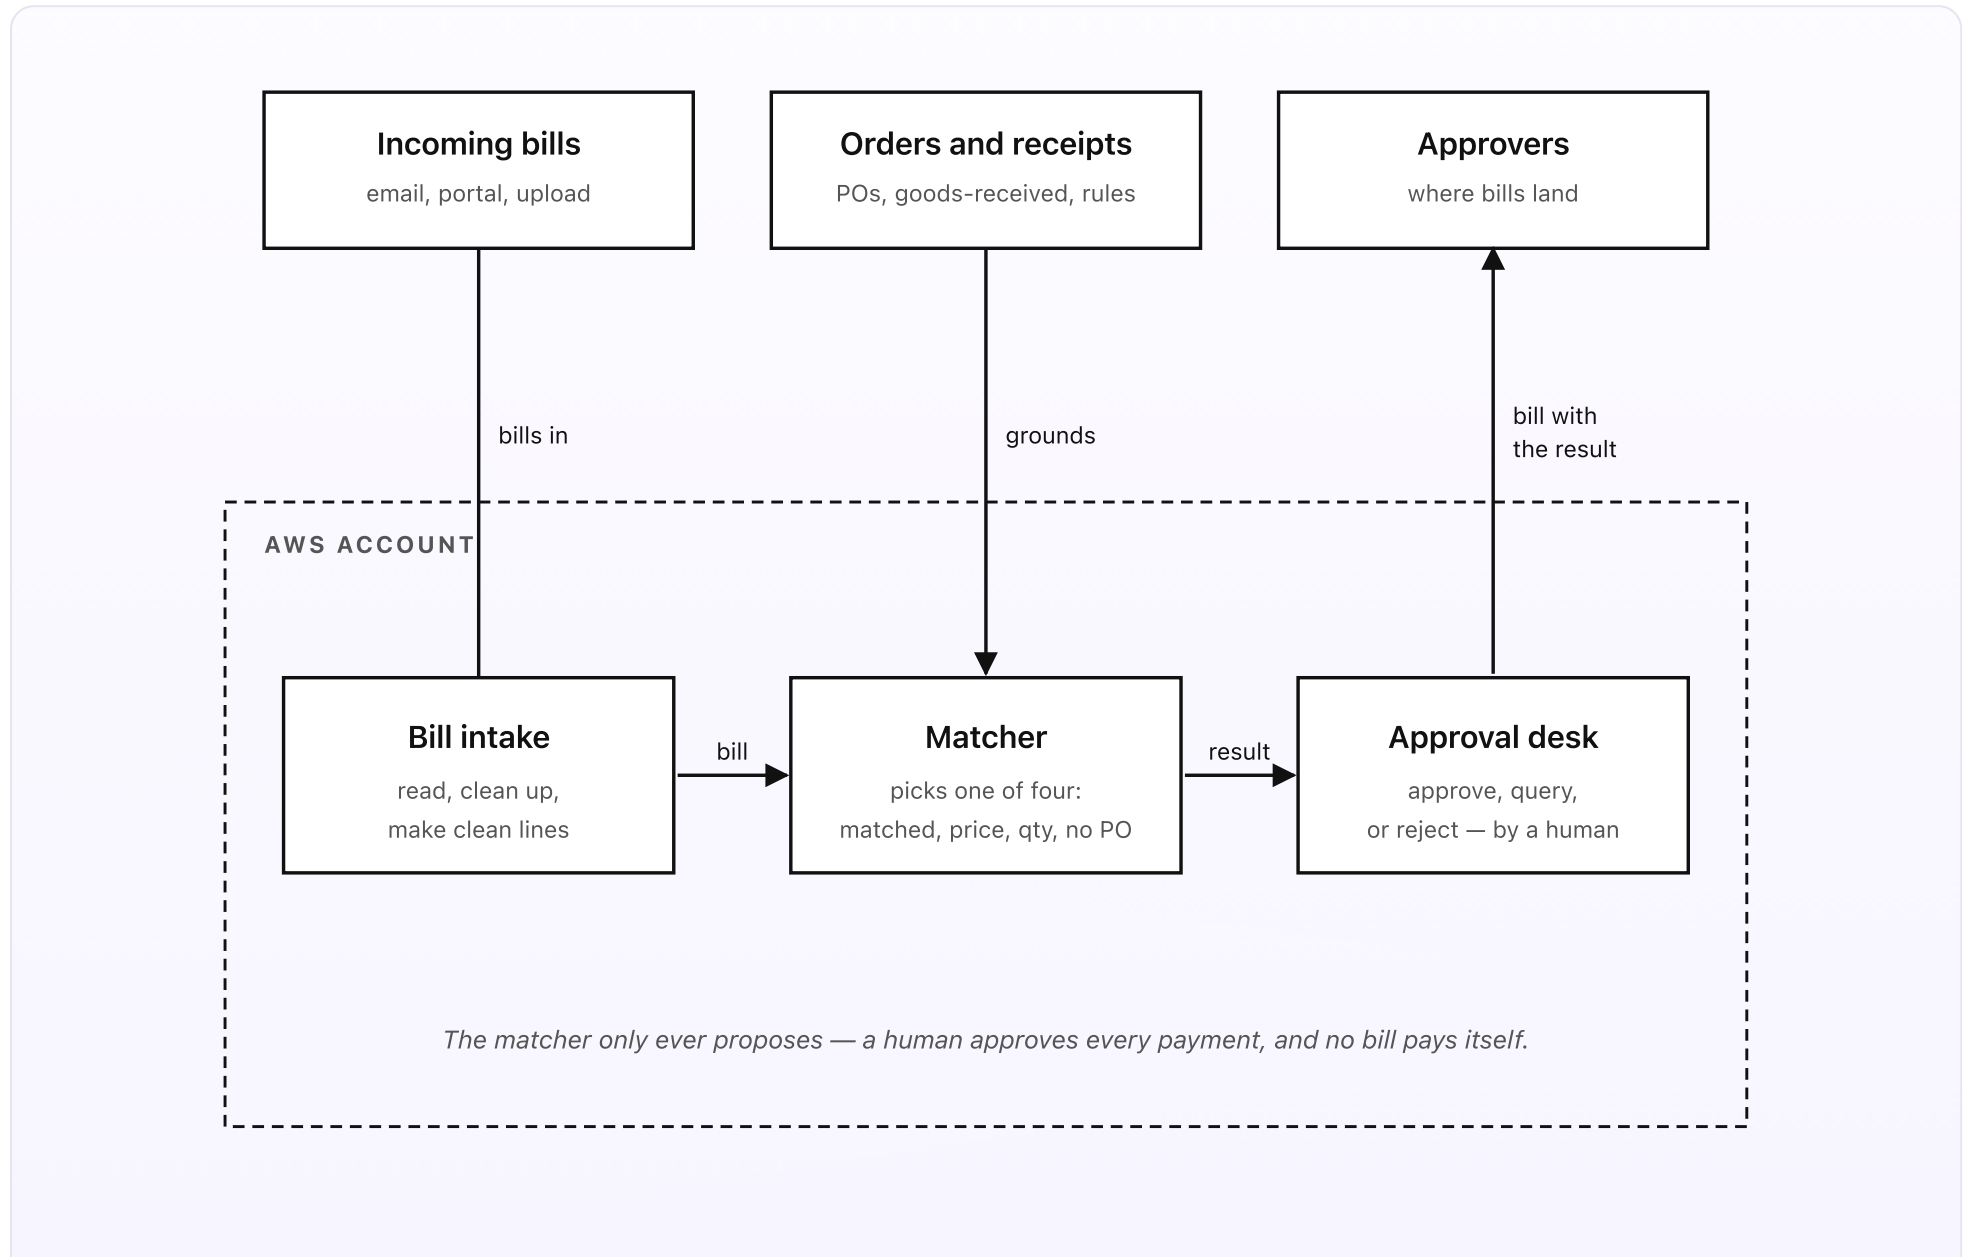 Incoming bills
email, portal, upload
Orders and receipts
POs, goods-received, rules
Approvers
where bills land
bills in
grounds
bill with
the result
AWS ACCOUNT
Bill intake
read, clean up,
make clean lines
bill
Matcher
picks one of four:
matched, price, qty, no PO
result
Approval desk
approve, query,
or reject — by a human
The matcher only ever proposes — a human approves every payment, and no bill pays itself.